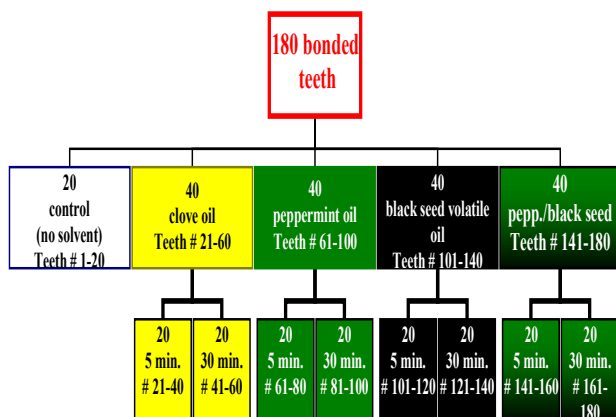 180 bonded
teeth
20
control
(no solvent)
Teeth # 1-20
40
clove oil
Teeth # 21-60
40
peppermint oil
Teeth # 61-100
40
black seed volatile
oil
Teeth # 101-140
40
pepp./black seed
Teeth # 141-180
20
5 min.
# 21-40
20
30 min.
# 41-60
20
5 min.
# 61-80
20
30 min.
# 81-100
20
5 min.
# 101-120
20
30 min.
# 121-140
20
5 min.
# 141-160
20
30 min.
# 161-
180